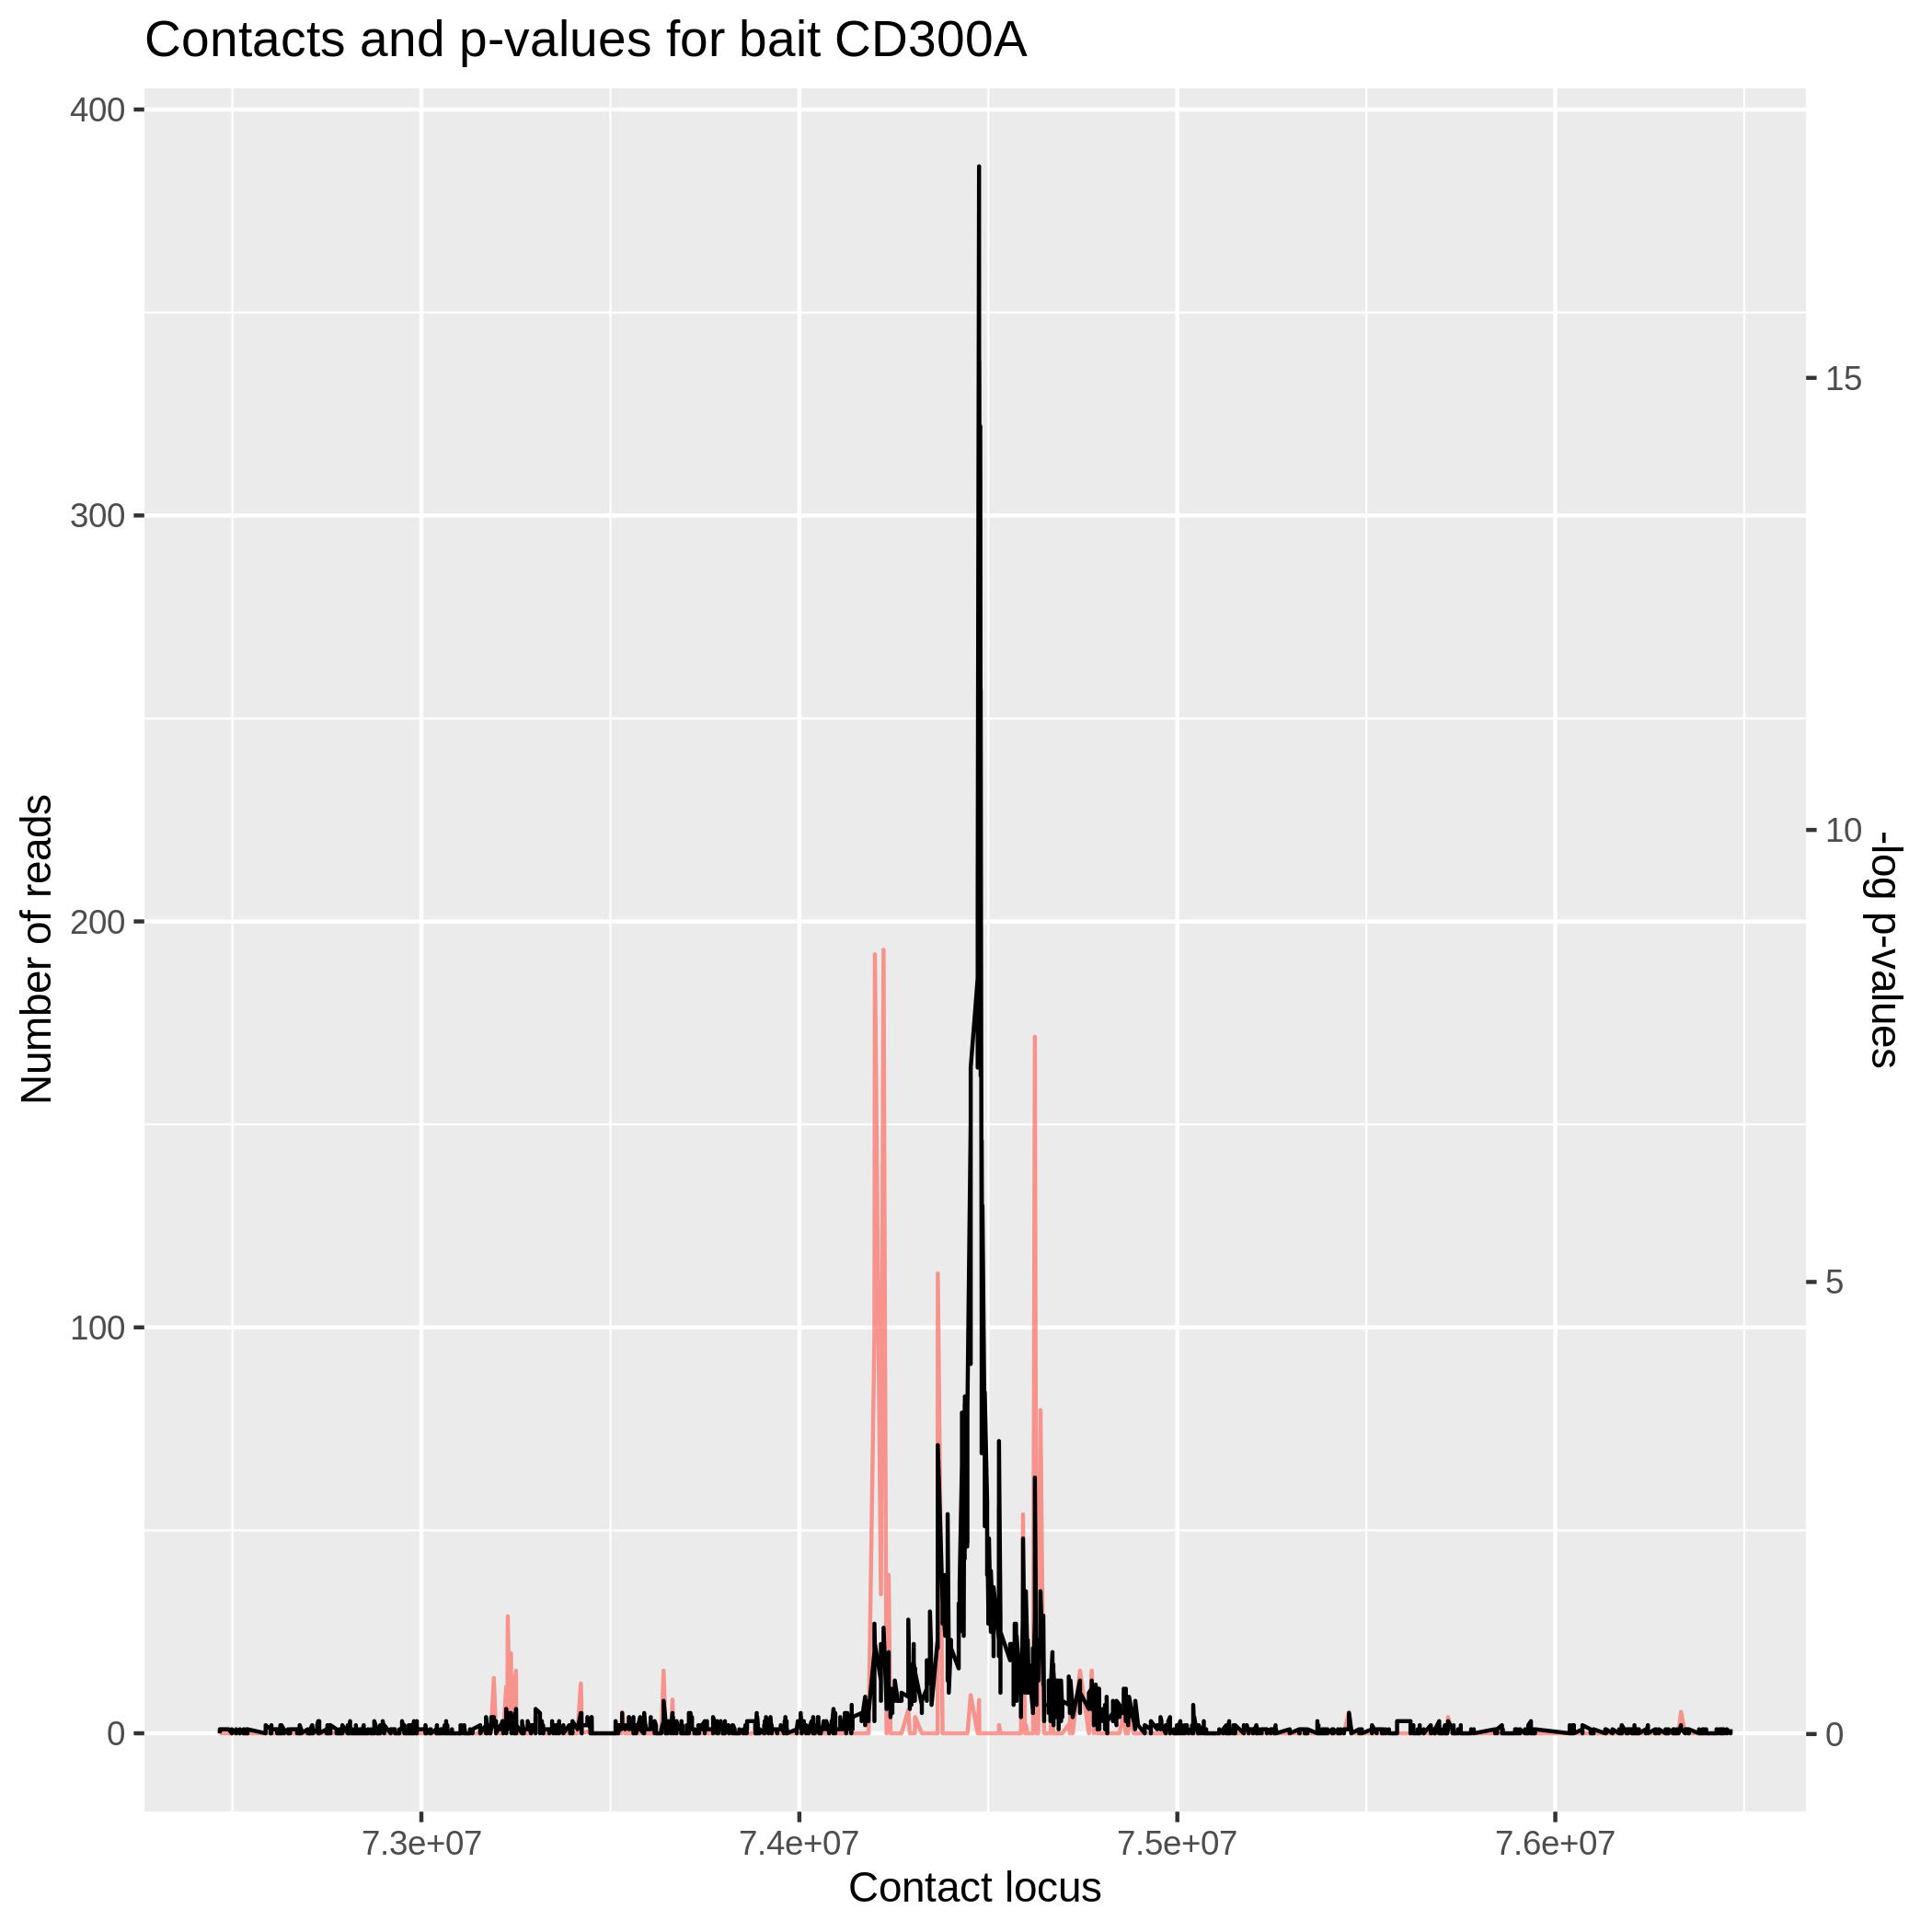 Contacts and p-values for bait CD300A
400
300
200
100
0
Number of reads
15
10
5
0
-log p-values
7.3e+07
7.4e+07
7.5e+07
7.6e+07
Contact locus